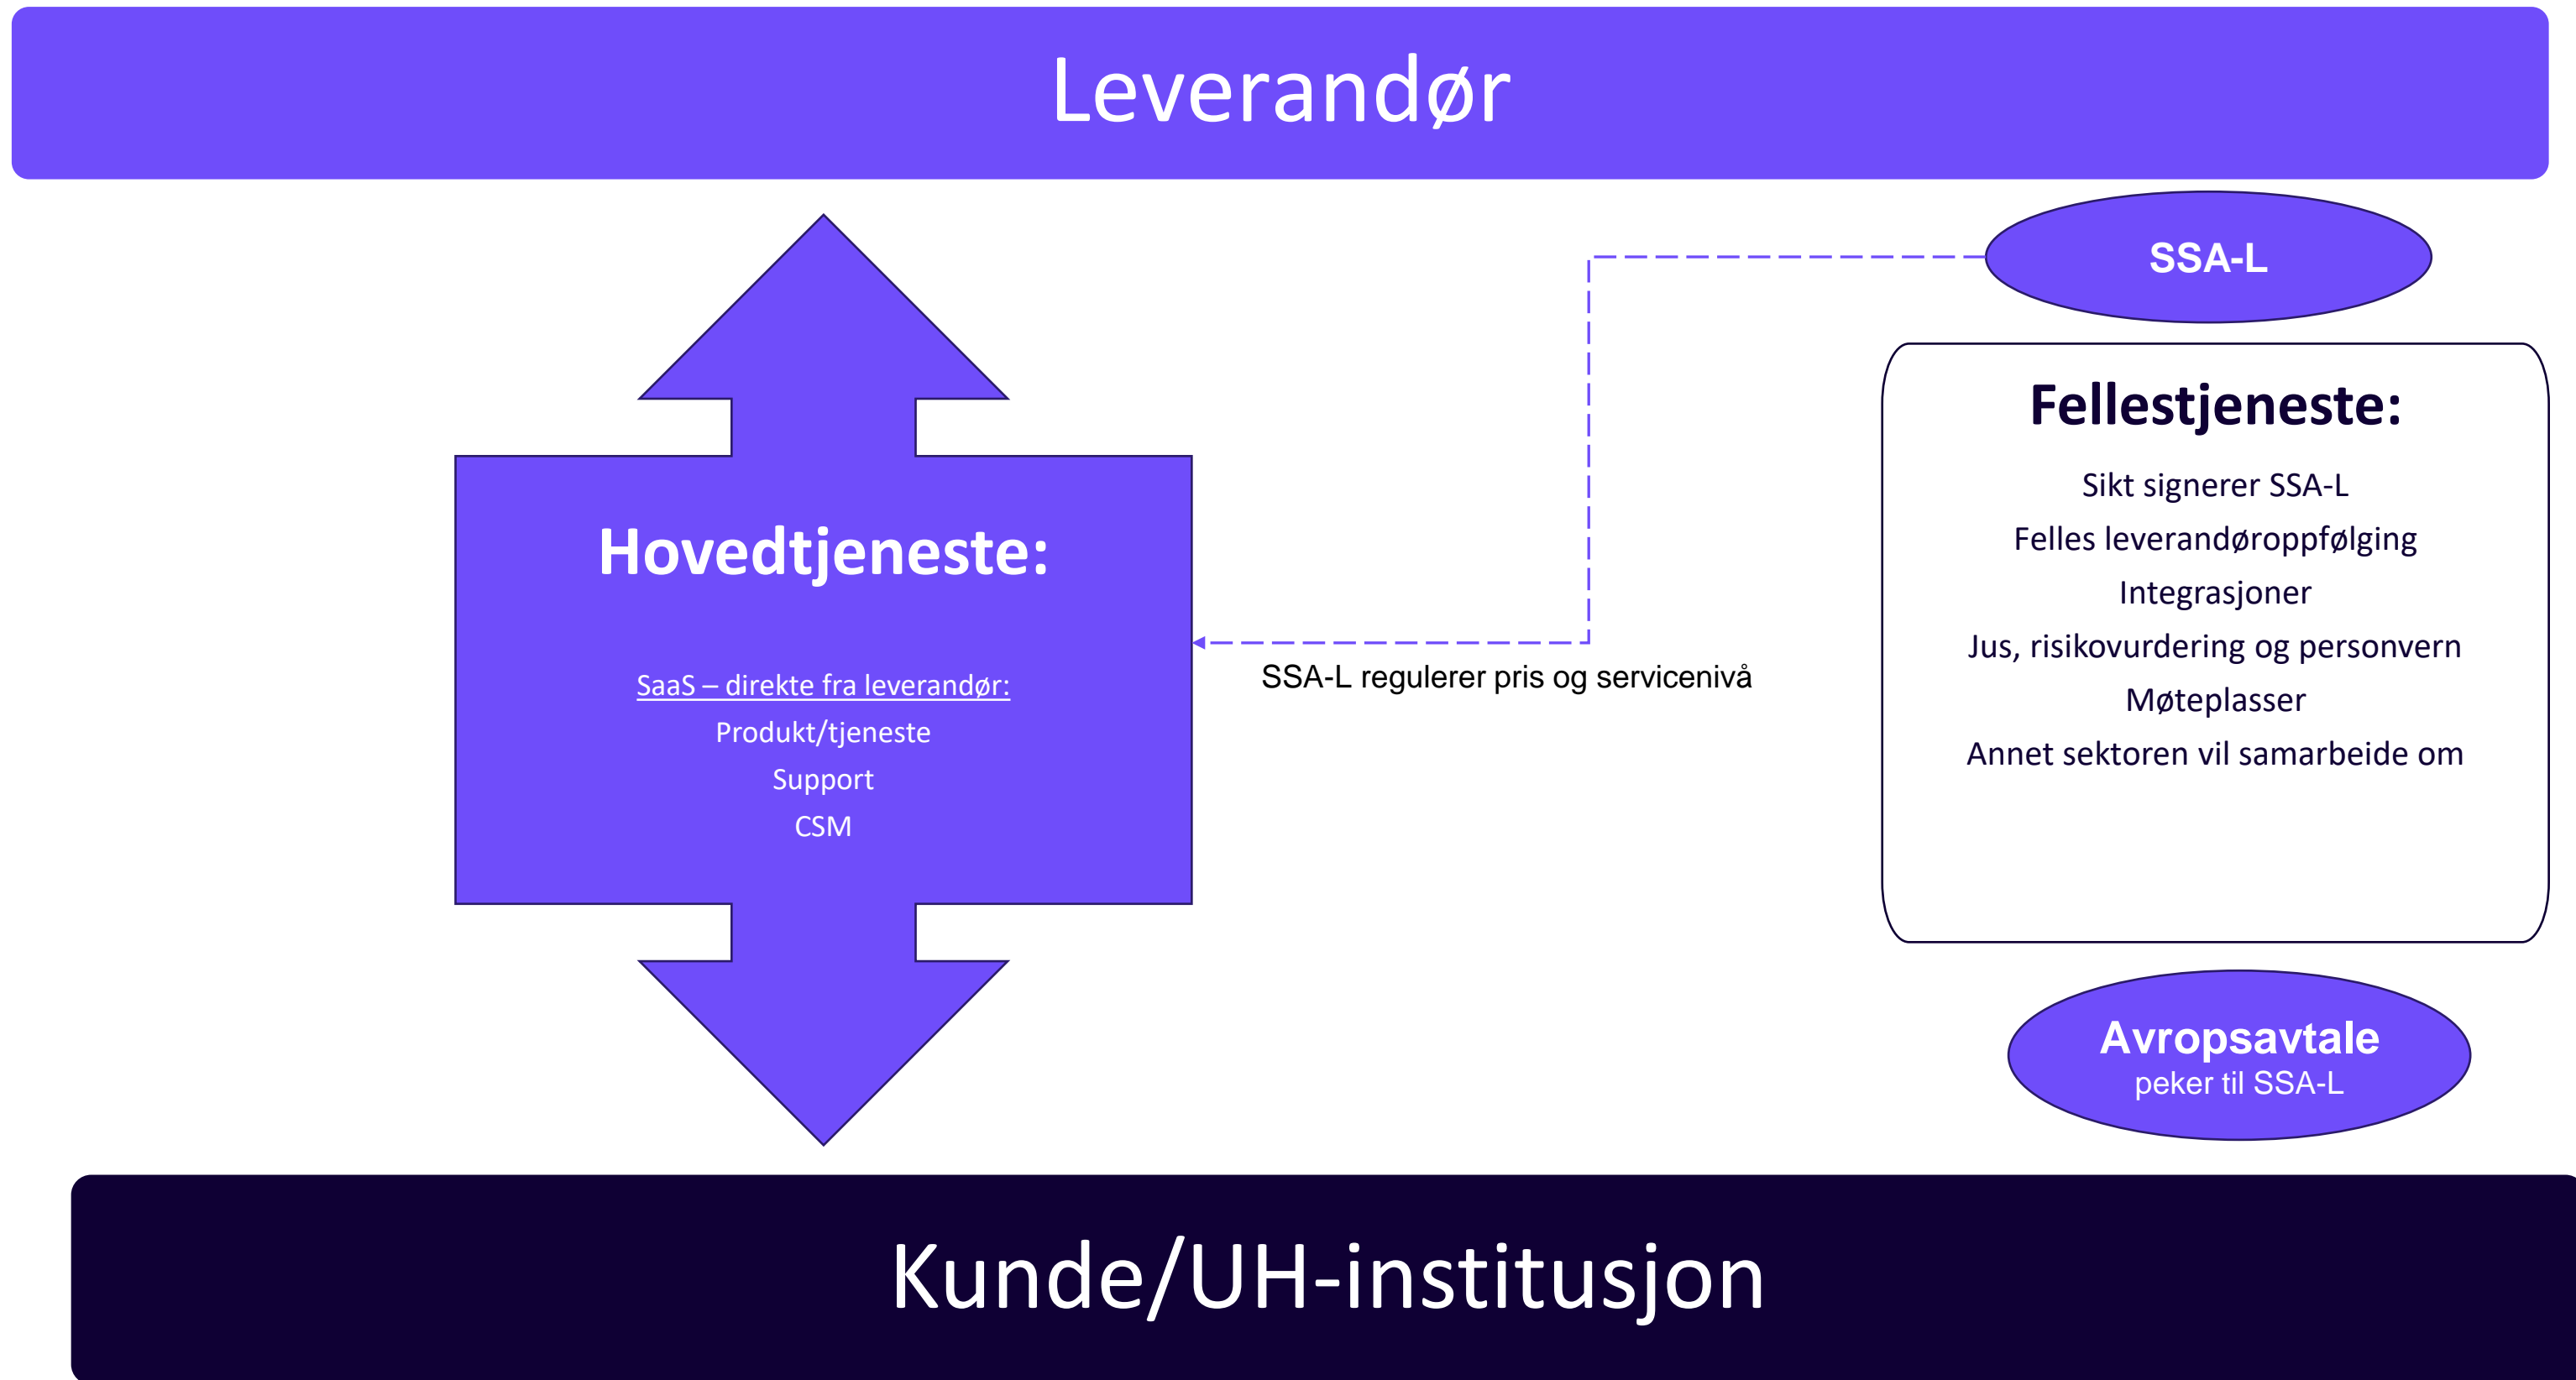 Leverandør
SSA-L
Hovedtjeneste:
SaaS – direkte fra leverandør:
Produkt/tjeneste
Support
CSM
SSA-L regulerer pris og servicenivå
Fellestjeneste:
Sikt signerer SSA-L
Felles leverandøroppfølging
Integrasjoner
Jus, risikovurdering og personvern
Møteplasser
Annet sektoren vil samarbeide om
Avropsavtale
peker til SSA-L
Kunde/UH-institusjon